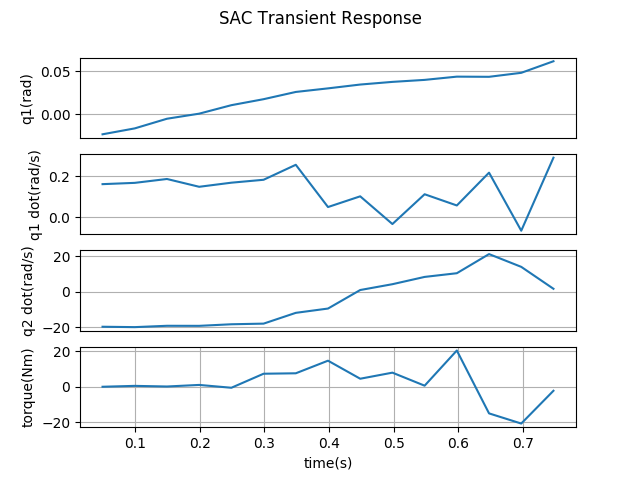 SAC Transient Response
q1(rad)
0.05
0.00
q1 dot(rad/s)
0.2
0.0
q2 dot(rad/s)
20
0
−20
torque(Nm)
20
0
−20
0.1 0.2 0.3 0.4 0.5 0.6 0.7
time(s)